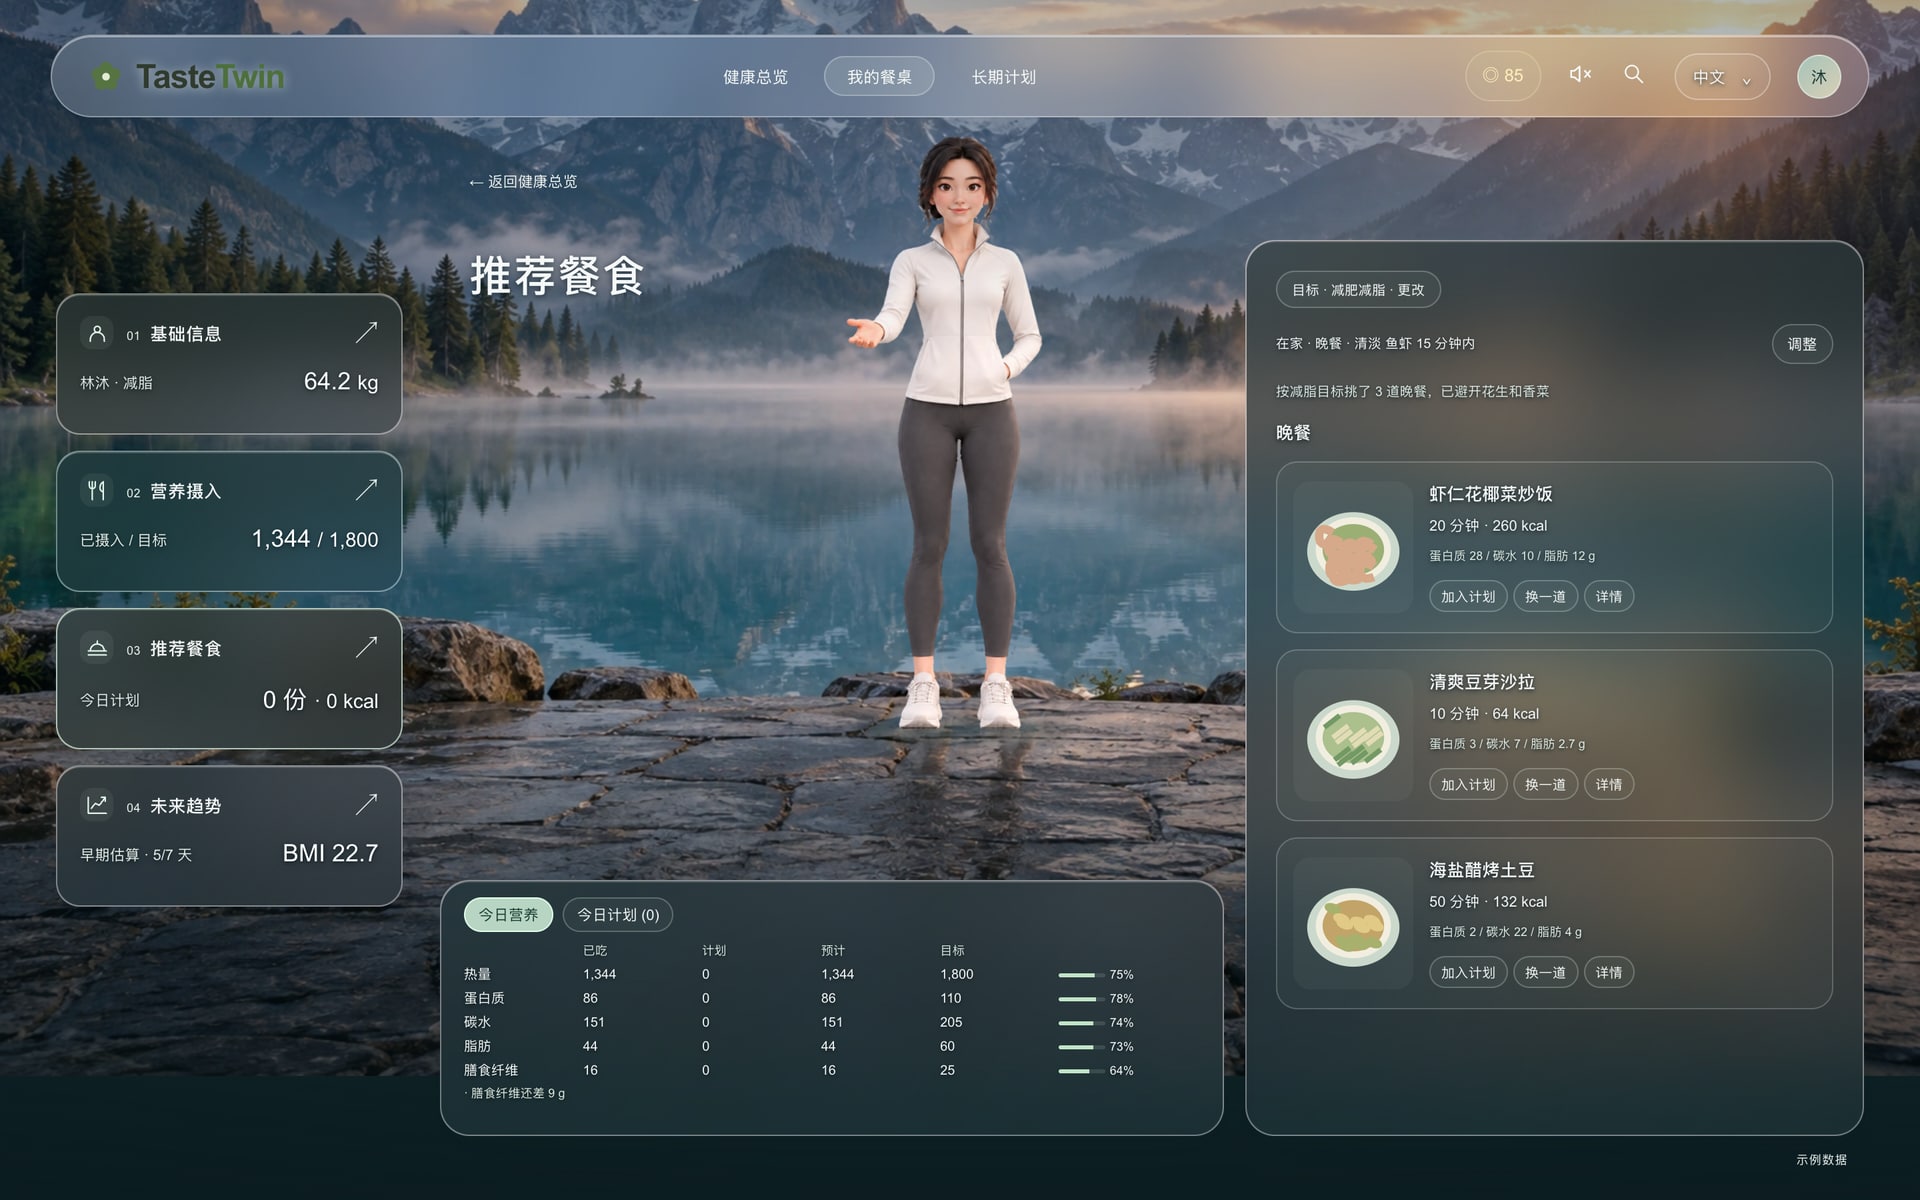 TasteTwin
健康总览 我的餐桌 长期计划
85 中文 沐
← 返回健康总览
推荐餐食
01 基础信息
林沐 · 减脂 64.2 kg
02 营养摄入
已摄入 / 目标 1,344 / 1,800
03 推荐餐食
今日计划 0 份 · 0 kcal
04 未来趋势
早期估算 · 5/7 天 BMI 22.7
今日营养 今日计划 (0)
已吃 计划 预计 目标
热量 1,344 0 1,344 1,800 75%
蛋白质 86 0 86 110 78%
碳水 151 0 151 205 74%
脂肪 44 0 44 60 73%
膳食纤维 16 0 16 25 64%
· 膳食纤维还差 9 g
目标 · 减肥减脂 · 更改
在家 · 晚餐 · 清淡 鱼虾 15 分钟内 调整
按减脂目标挑了 3 道晚餐，已避开花生和香菜
晚餐
虾仁花椰菜炒饭
20 分钟 · 260 kcal
蛋白质 28 / 碳水 10 / 脂肪 12 g
加入计划 换一道 详情
清爽豆芽沙拉
10 分钟 · 64 kcal
蛋白质 3 / 碳水 7 / 脂肪 2.7 g
加入计划 换一道 详情
海盐醋烤土豆
50 分钟 · 132 kcal
蛋白质 2 / 碳水 22 / 脂肪 4 g
加入计划 换一道 详情
示例数据